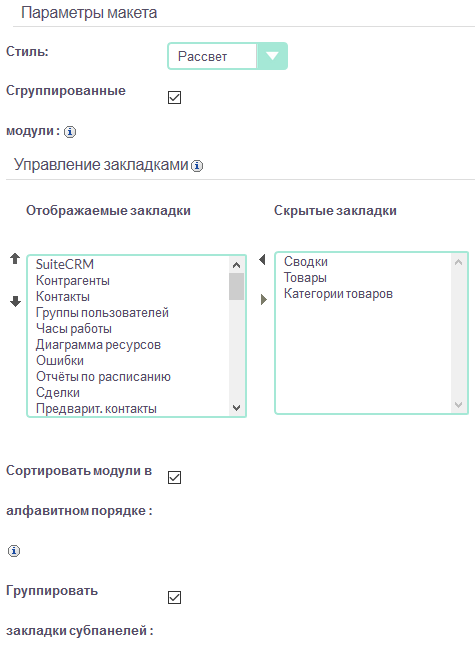 Параметры макета
Стиль:
Рассвет
Сгруппированные
модули :
Управление закладками
Отображаемые закладки
Скрытые закладки
SuiteCRM
Контрагенты
Контакты
Группы пользователей
Часы работы
Диаграмма ресурсов
Ошибки
Отчёты по расписанию
Сделки
Предварит. контакты
Сводки
Товары
Категории товаров
Сортировать модули в
алфавитном порядке :
Группировать
закладки субпанелей :